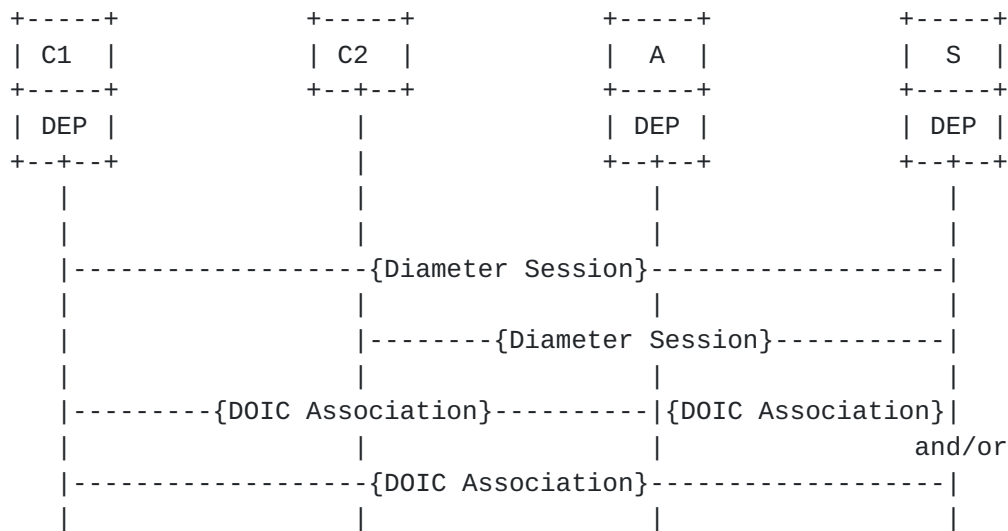 +-----+            +-----+            +-----+            +-----+
| C1  |            | C2  |            |  A  |            |  S  |
+-----+            +--+--+            +-----+            +-----+
| DEP |               |               | DEP |            | DEP |
+--+--+               |               +--+--+            +--+--+
   |                  |                  |                  |
   |                  |                  |                  |
   |-------------------{Diameter Session}-------------------|
   |                  |                  |                  |
   |                  |--------{Diameter Session}-----------|
   |                  |                  |                  |
   |---------{DOIC Association}----------|{DOIC Association}|
   |                  |                  |                and/or
   |-------------------{DOIC Association}-------------------|
   |                  |                  |                  |